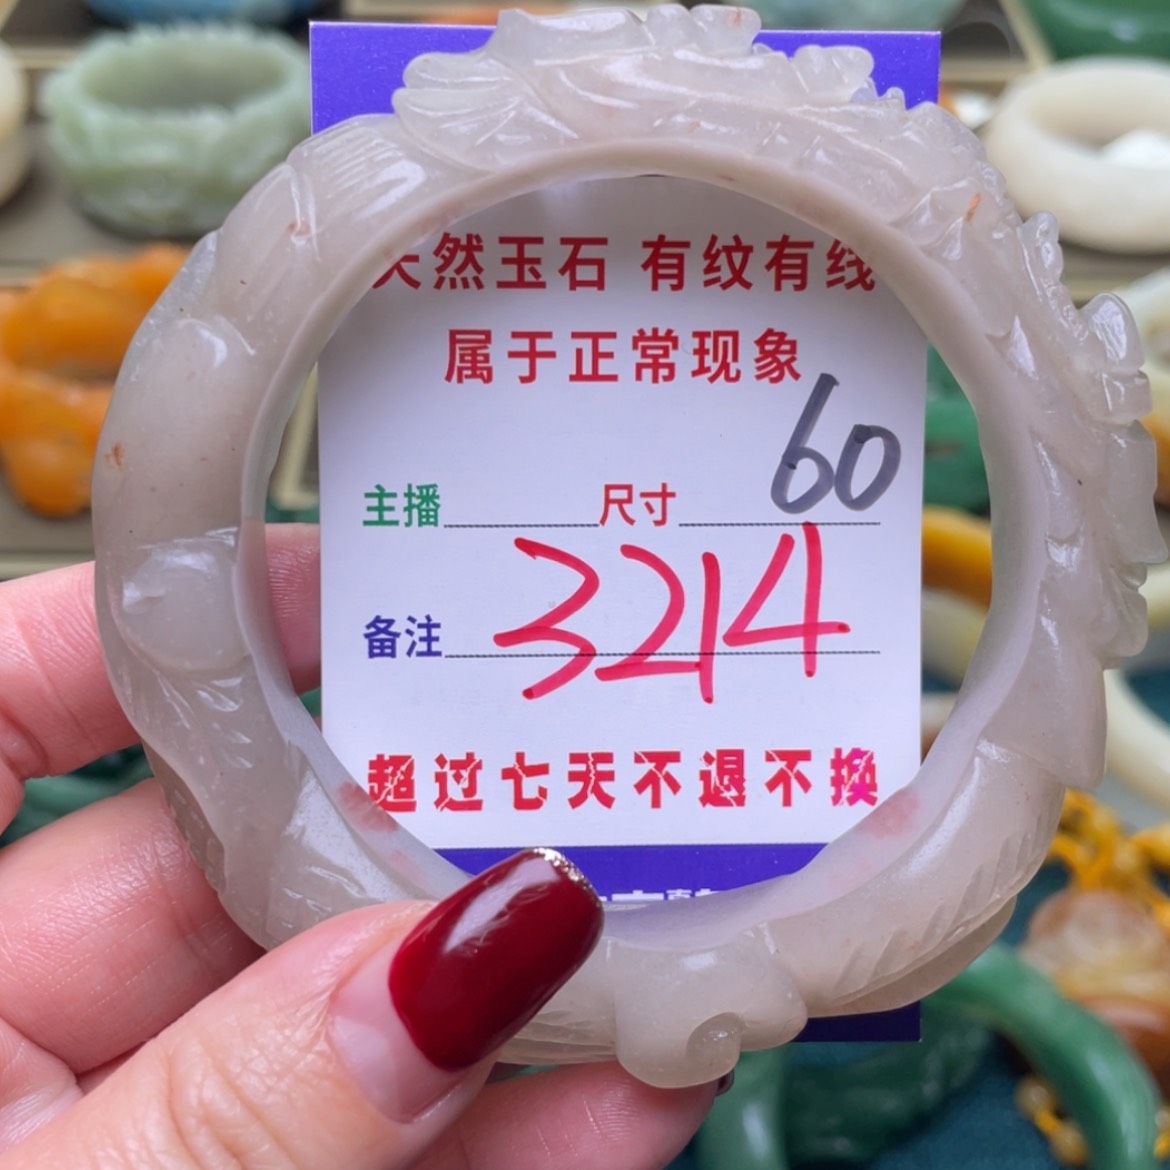 天然玉石 有纹有线
属于正常现象
主播 尺寸 60
备注 3214
超过七天不退不换